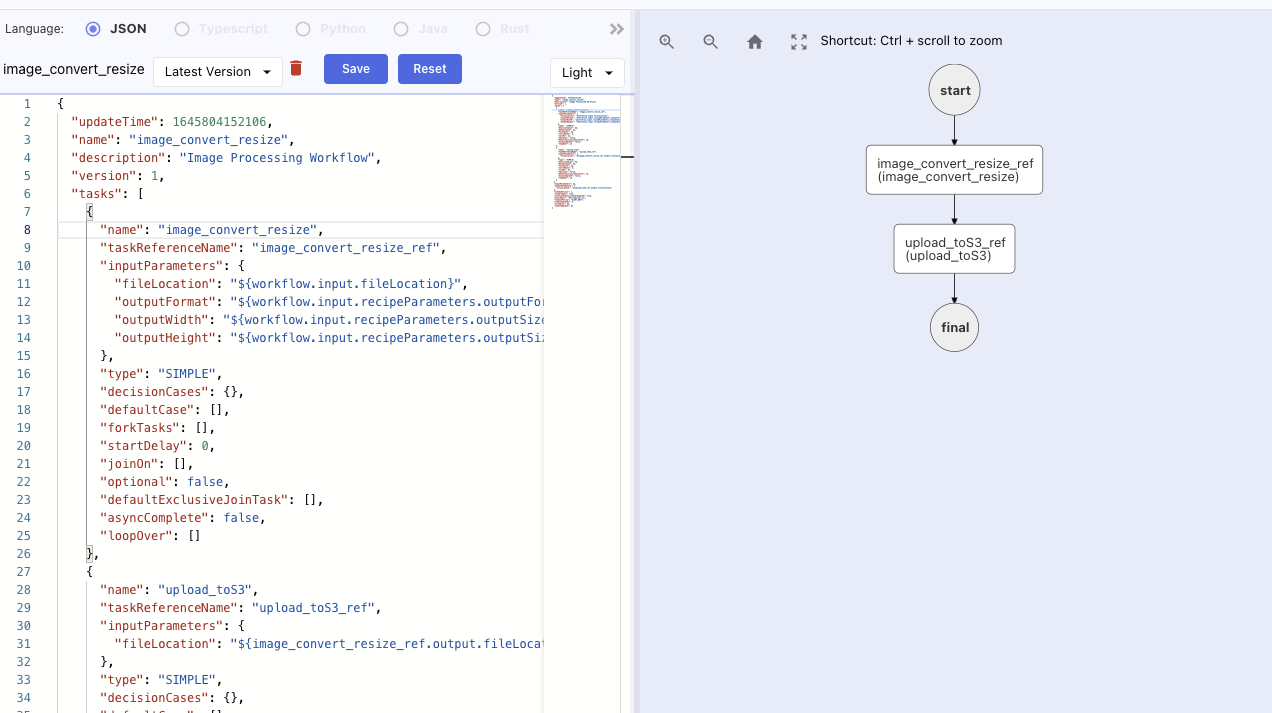 Language: JSON Typescript Python Java Rust
image_convert_resize Latest Version Save Reset Light
1 {
2 "updateTime": 1645804152106,
3 "name": "image_convert_resize",
4 "description": "Image Processing Workflow",
5 "version": 1,
6 "tasks": [
7 {
8 "name": "image_convert_resize",
9 "taskReferenceName": "image_convert_resize_ref",
10 "inputParameters": {
11 "fileLocation": "${workflow.input.fileLocation}",
12 "outputFormat": "${workflow.input.recipeParameters.outputFor
13 "outputWidth": "${workflow.input.recipeParameters.outputSize
14 "outputHeight": "${workflow.input.recipeParameters.outputSi
15 },
16 "type": "SIMPLE",
17 "decisionCases": {},
18 "defaultCase": [],
19 "forkTasks": [],
20 "startDelay": 0,
21 "joinOn": [],
22 "optional": false,
23 "defaultExclusiveJoinTask": [],
24 "asyncComplete": false,
25 "loopOver": []
26 },
27 {
28 "name": "upload_toS3",
29 "taskReferenceName": "upload_toS3_ref",
30 "inputParameters": {
31 "fileLocation": "${image_convert_resize_ref.output.fileLocat
32 },
33 "type": "SIMPLE",
34 "decisionCases": {},
Shortcut: Ctrl + scroll to zoom
start
image_convert_resize_ref
(image_convert_resize)
upload_toS3_ref
(upload_toS3)
final